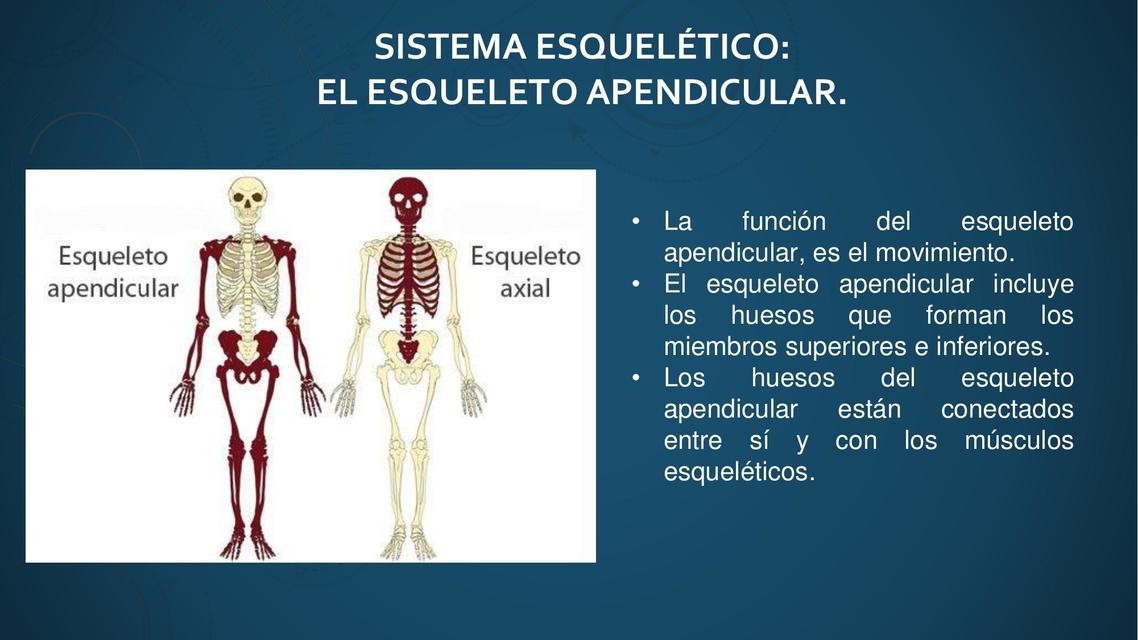 SISTEMA ESQUELÉTICO:
EL ESQUELETO APENDICULAR.
Esqueleto
apendicular
Esqueleto
axial
• La función del esqueleto
apendicular, es el movimiento.
• El esqueleto apendicular incluye
los huesos que forman los
miembros superiores e inferiores.
• Los huesos del esqueleto
apendicular están conectados
entre sí y con los músculos
esqueléticos.